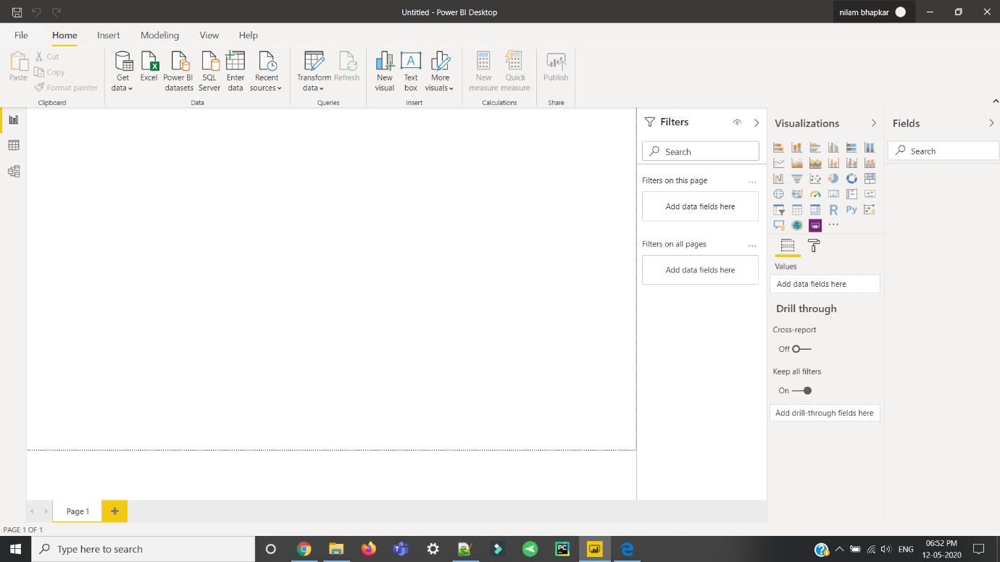 Untitled - Power BI Desktop
nilam bhapkar
File Home Insert Modeling View Help
Paste
Cut
Copy
Format painter
Clipboard
Get data
Excel
Power BI datasets
SQL Server
Enter data
Recent sources
Data
Transform data
Refresh
Queries
New visual
Text box
More visuals
Insert
New measure
Quick measure
Calculations
Publish
Share
Filters
Search
Filters on this page
...
Add data fields here
Filters on all pages
...
Add data fields here
Visualizations
R
Py
...
Values
Add data fields here
Drill through
Cross-report
Off
Keep all filters
On
Add drill-through fields here
Fields
Search
Page 1
PAGE 1 OF 1
Type here to search
PC
ENG
06:52 PM
12-05-2020